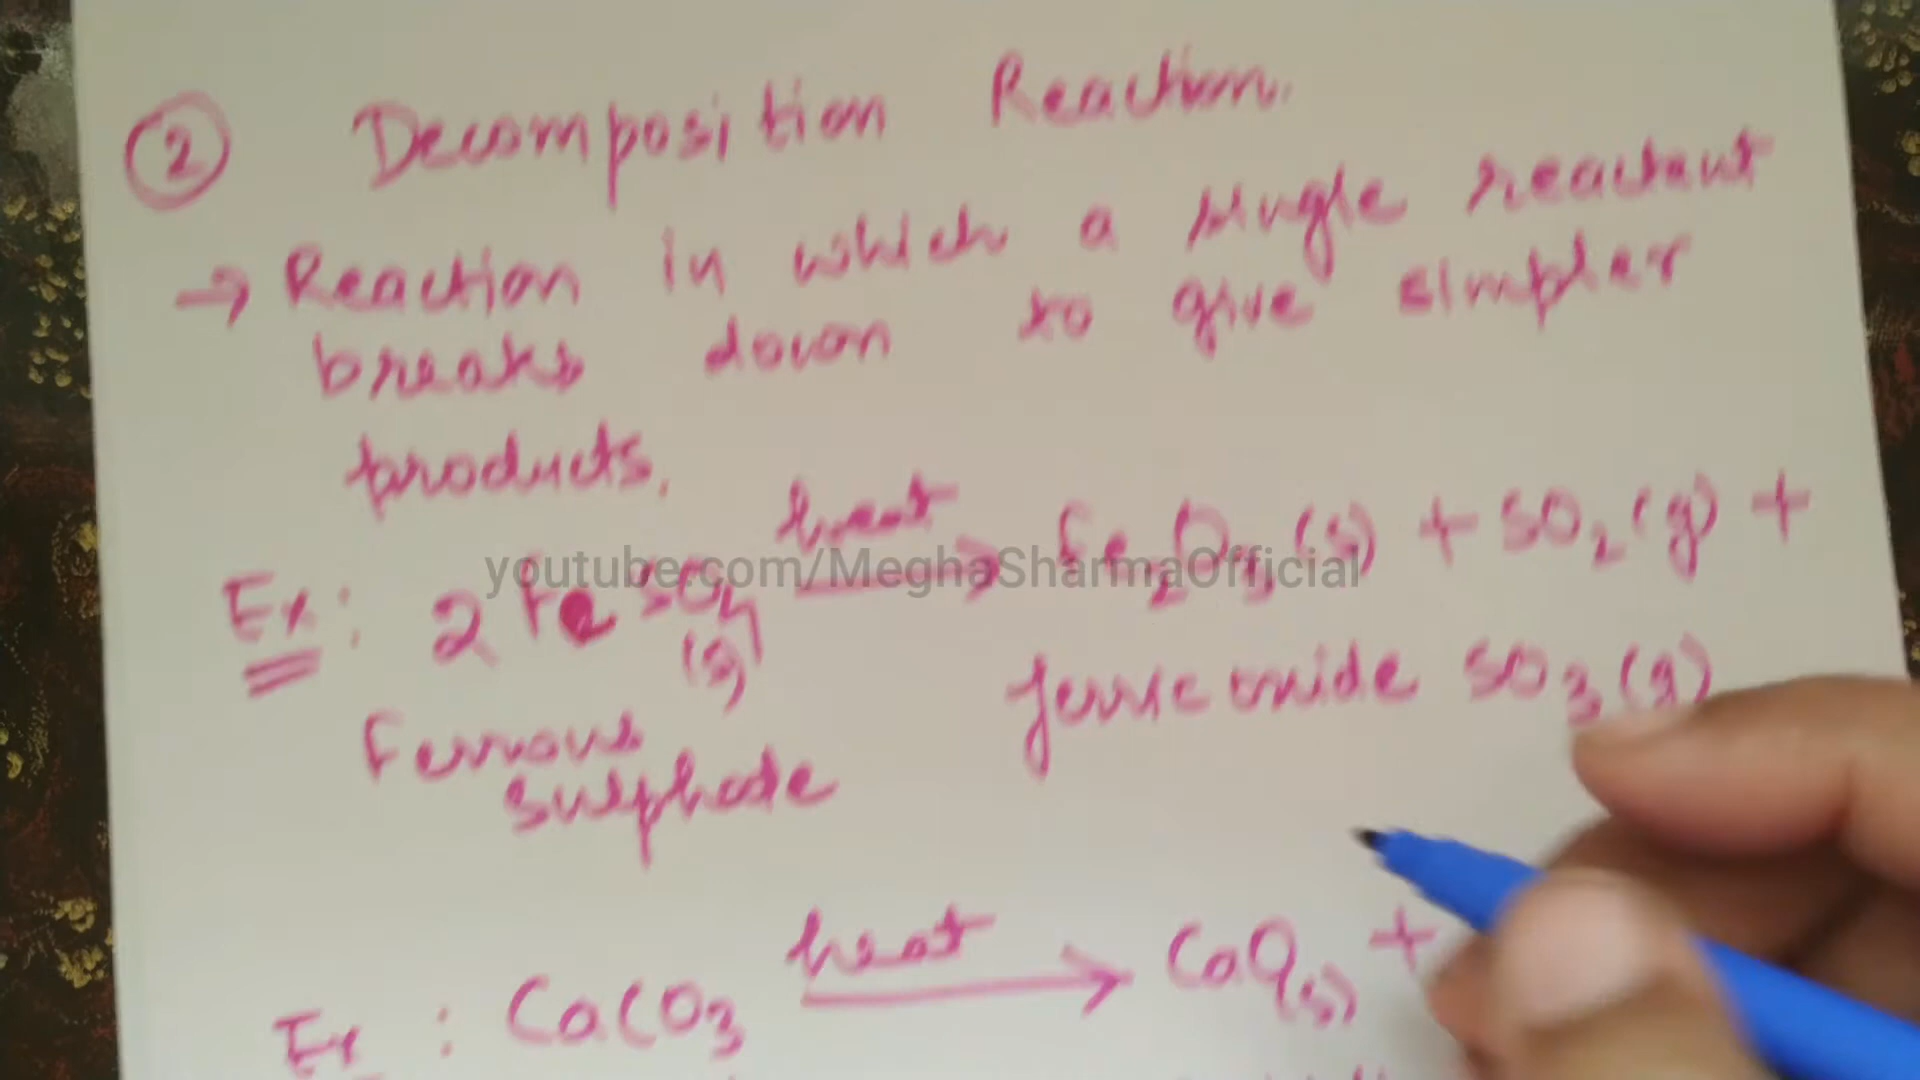 2 Decomposition Reaction.
→ Reaction in which a single reactant
breaks down to give simpler
products.
heat
Ex: 2 FeSO4 (s) → Fe2O3 (s) + SO2 (g) +
youtube.com/MeghaSharmaOfficial
Ferrous ferric oxide SO3 (g)
sulphate
heat
Ex : CaCO3 → CaO(s) +